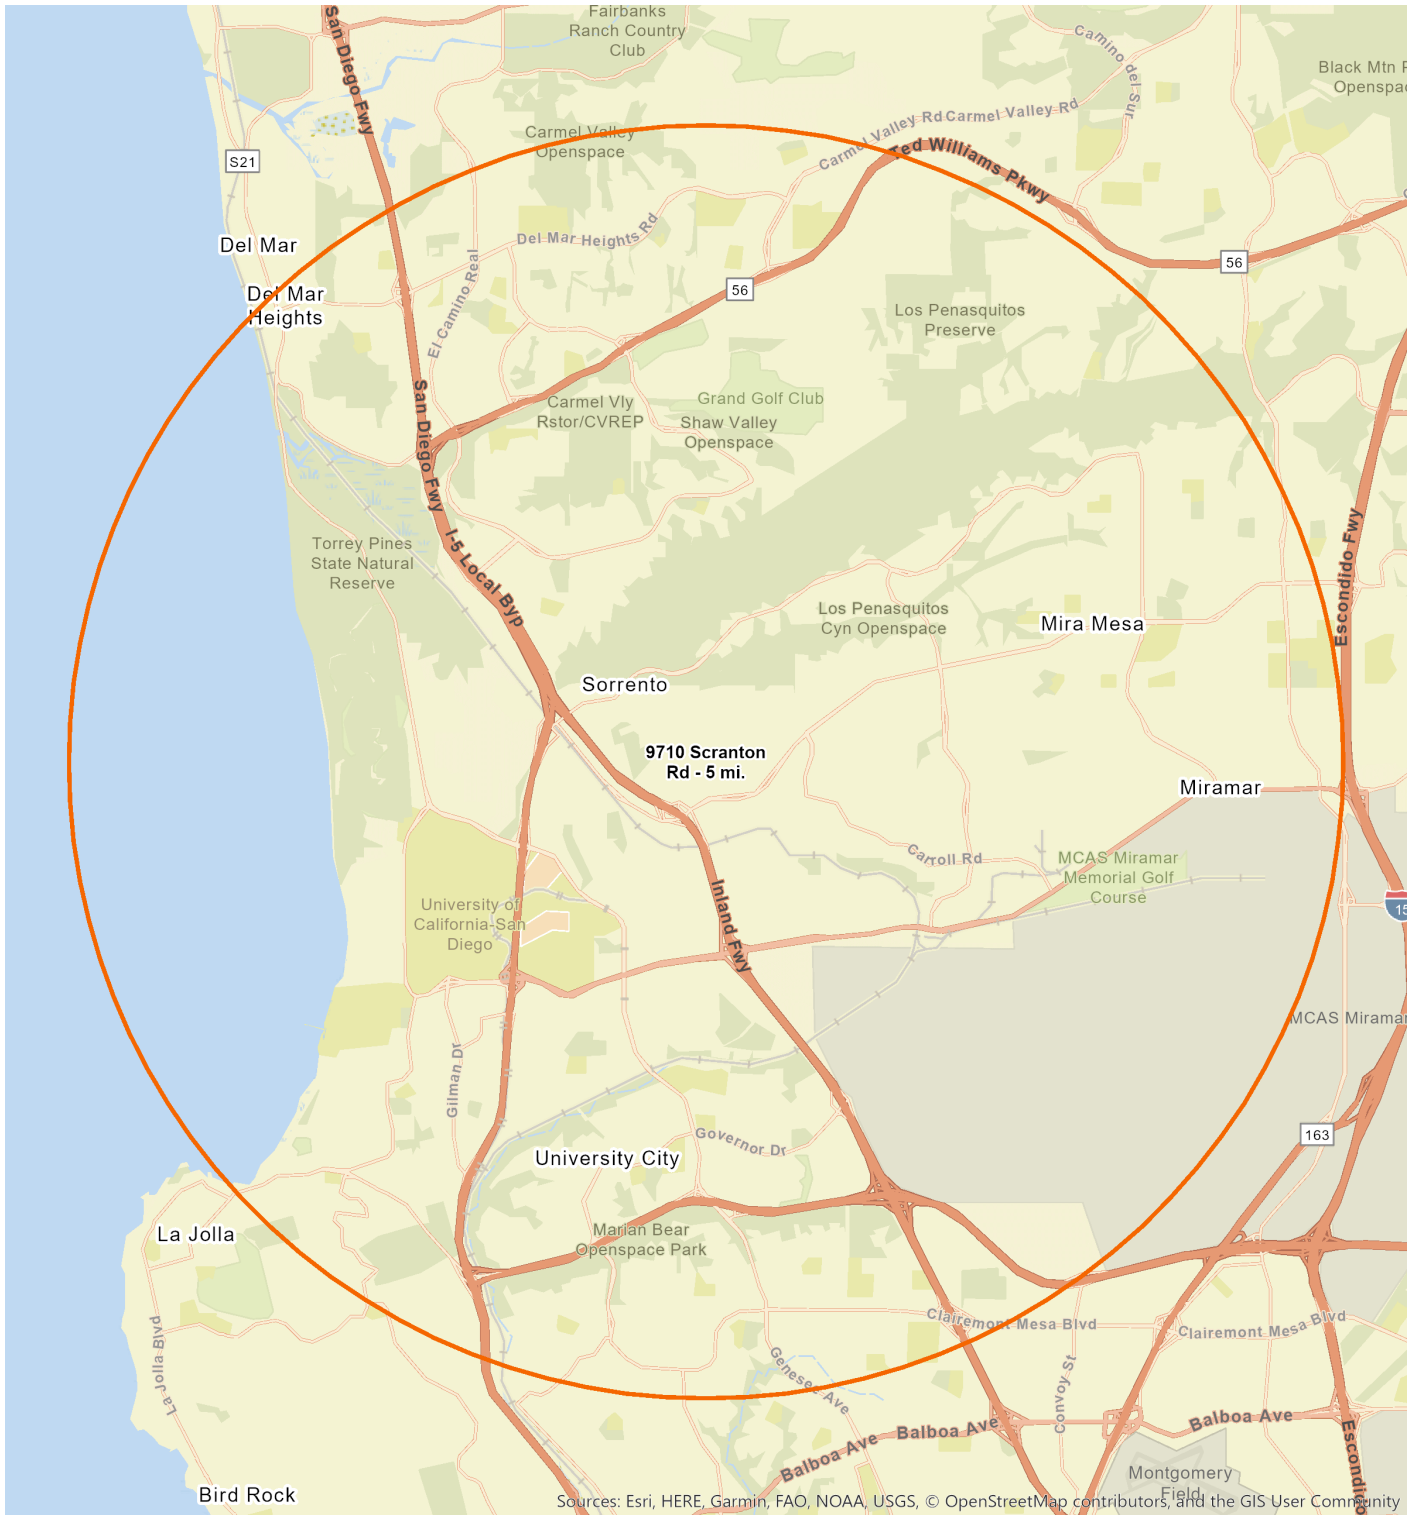 Fairbanks
Ranch Country
Club
San Diego Fwy
Camino del Sur
Black Mtn
Openspac
Carmel Valley Rd
Carmel Valley Rd
Carmel Valley
Openspace
Ted Williams Pkwy
S21
Del Mar
Del Mar Heights Rd
El Camino Real
56
56
Del Mar
Heights
Los Penasquitos
Preserve
San Diego Fwy
Carmel Vly
Rstor/CVREP
Grand Golf Club
Shaw Valley
Openspace
I-5 Local Byp
Torrey Pines
State Natural
Reserve
Escondido Fwy
Los Penasquitos
Cyn Openspace
Mira Mesa
Sorrento
9710 Scranton
Rd - 5 mi.
Miramar
Carroll Rd
MCAS Miramar
Memorial Golf
Course
Inland Fwy
University of
California-San
Diego
15
MCAS Miramar
Gilman Dr
Governor Dr
163
University City
La Jolla
Marian Bear
Openspace Park
Clairemont Mesa Blvd
Clairemont Mesa Blvd
La Jolla Blvd
Genesee Ave
Convoy St
Balboa Ave
Balboa Ave
Balboa Ave
Escondido
Montgomery
Field
Bird Rock
Sources: Esri, HERE, Garmin, FAO, NOAA, USGS, © OpenStreetMap contributors, and the GIS User Community